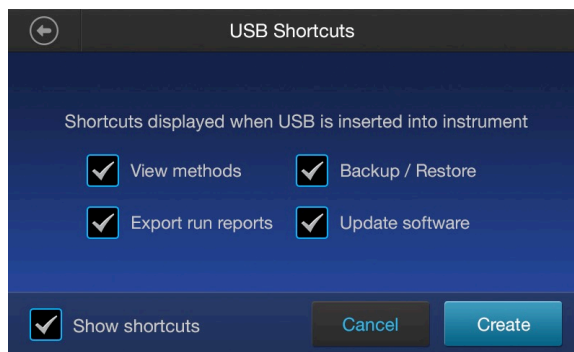 USB Shortcuts
Shortcuts displayed when USB is inserted into instrument
View methods
Backup / Restore
Export run reports
Update software
Show shortcuts
Cancel
Create